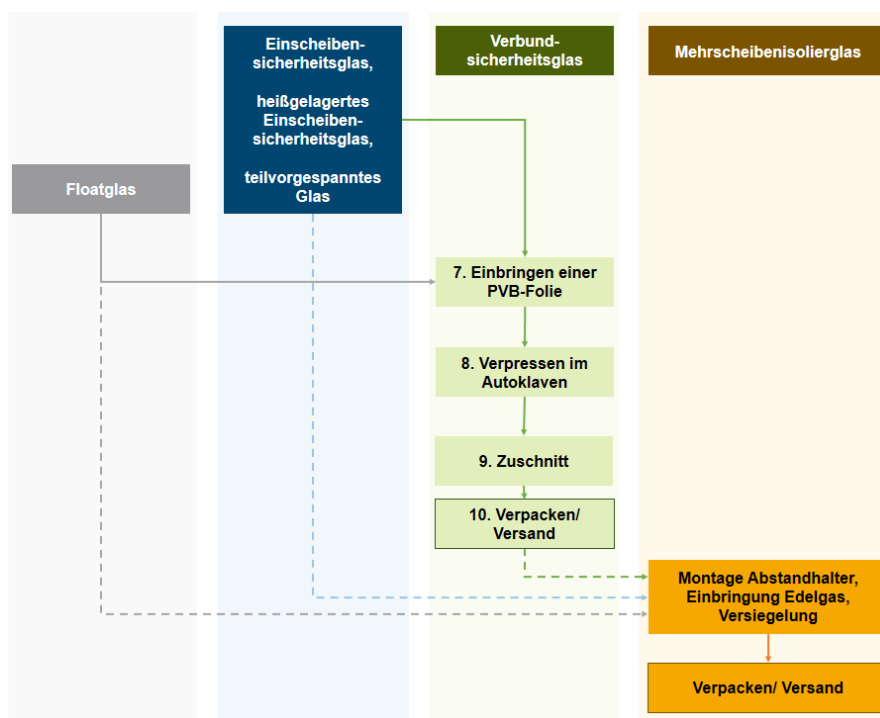 Einscheiben-
sicherheitsglas,
heißgelagertes
Einscheiben-
sicherheitsglas,
teilvorgespanntes
Glas
Verbund-
sicherheitsglas
Mehrscheibenisolierglas
Floatglas
7. Einbringen einer
PVB-Folie
8. Verpressen im
Autoklaven
9. Zuschnitt
10. Verpacken/
Versand
Montage Abstandhalter,
Einbringung Edelgas,
Versiegelung
Verpacken/ Versand